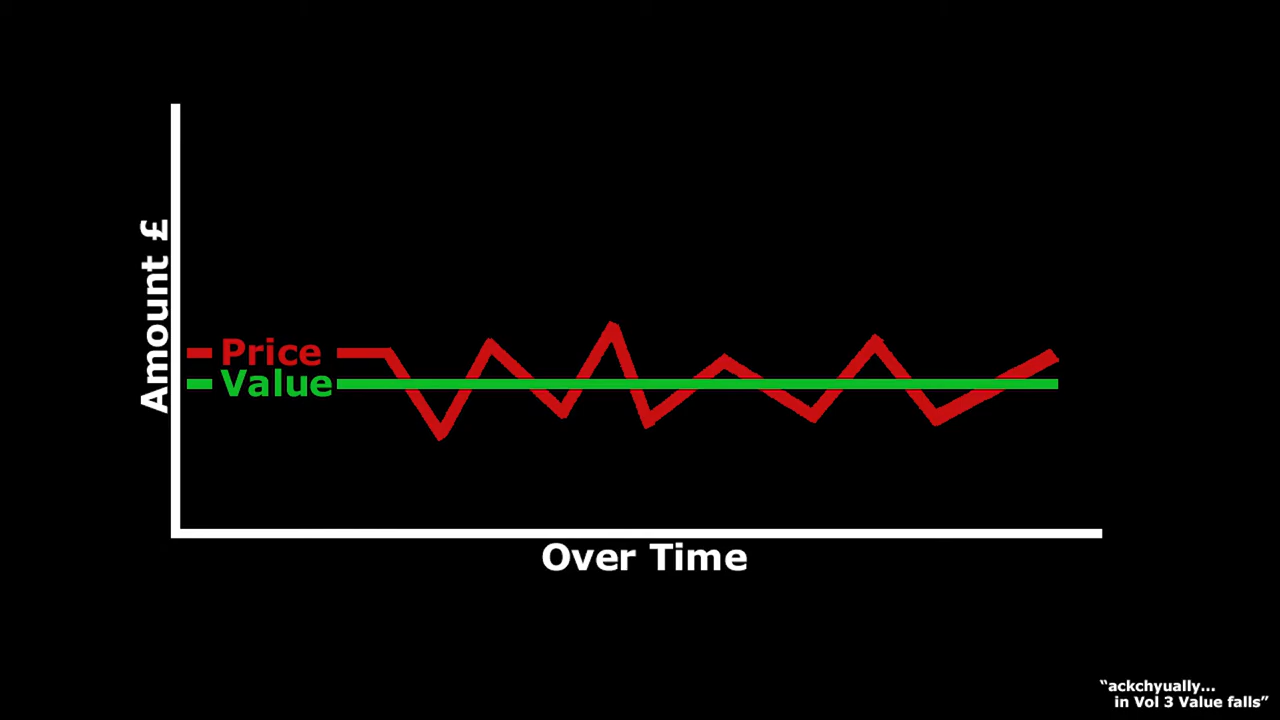 Amount £
Price
Value
Over Time
“ackchyually...
in Vol 3 Value falls”